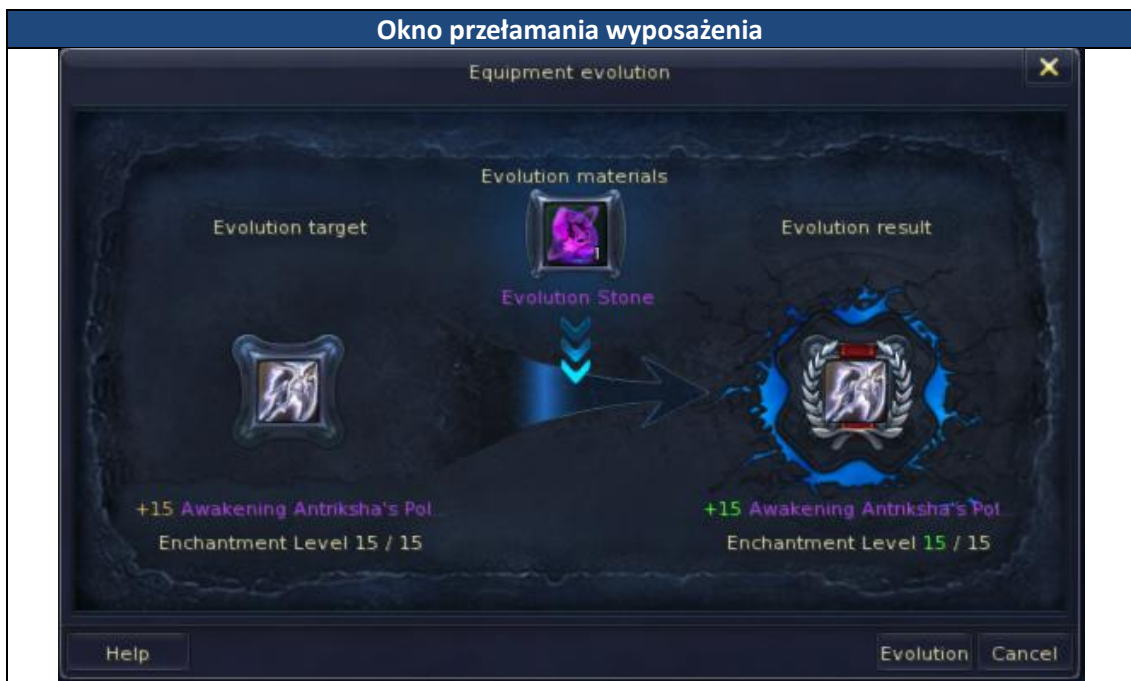 Okno przełamania wyposażenia
Equipment evolution
Evolution materials
Evolution target
1
Evolution result
Evolution Stone
+15 Awakening Antriksha's Pol...
+15 Awakening Antriksha's Pol...
Enchantment Level 15 / 15
Enchantment Level 15 / 15
Help
Evolution
Cancel